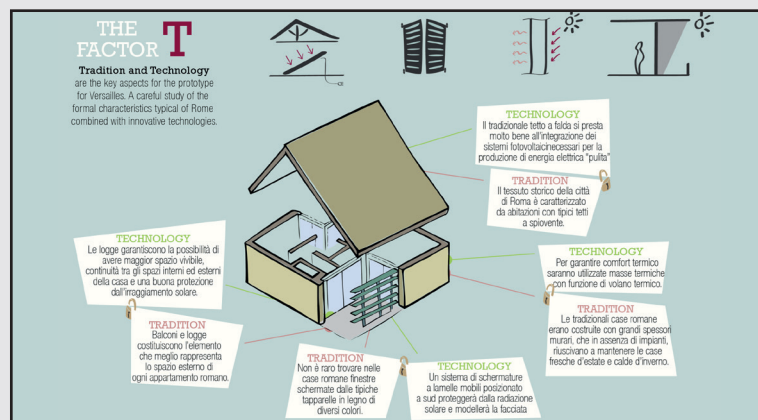 THE
FACTOR T
Tradition and Technology
are the key aspects for the prototype
for Versailles. A careful study of the
formal characteristics typical of Rome
combined with innovative technologies.
TECHNOLOGY
Il tradizionale tetto a falda si presta
molto bene all'integrazione dei
sistemi fotovoltaicinecessari per la
produzione di energia elettrica "pulita"
TRADITION
Il tessuto storico della città
di Roma è caratterizzato
da abitazioni con tipici tetti
a spiovente.
TECHNOLOGY
Le logge garantiscono la possibilità di
avere maggior spazio vivibile,
continuità tra gli spazi interni ed esterni
della casa e una buona protezione
dall'irraggiamento solare.
TRADITION
Balconi e logge
costituiscono l'elemento
che meglio rappresenta
lo spazio esterno di
ogni appartamento romano.
TECHNOLOGY
Per garantire comfort termico
saranno utilizzate masse termiche
con funzione di volano termico.
TRADITION
Le tradizionali case romane
erano costruite con grandi spessori
murari, che in assenza di impianti,
riuscivano a mantenere le case
fresche d'estate e calde d'inverno.
TRADITION
Non è raro trovare nelle
case romane finestre
schermate dalle tipiche
tapparelle in legno di
diversi colori.
TECHNOLOGY
Un sistema di schermature
a lamelle mobili posizionato
a sud proteggerà dalla radiazione
solare e modellerà la facciata